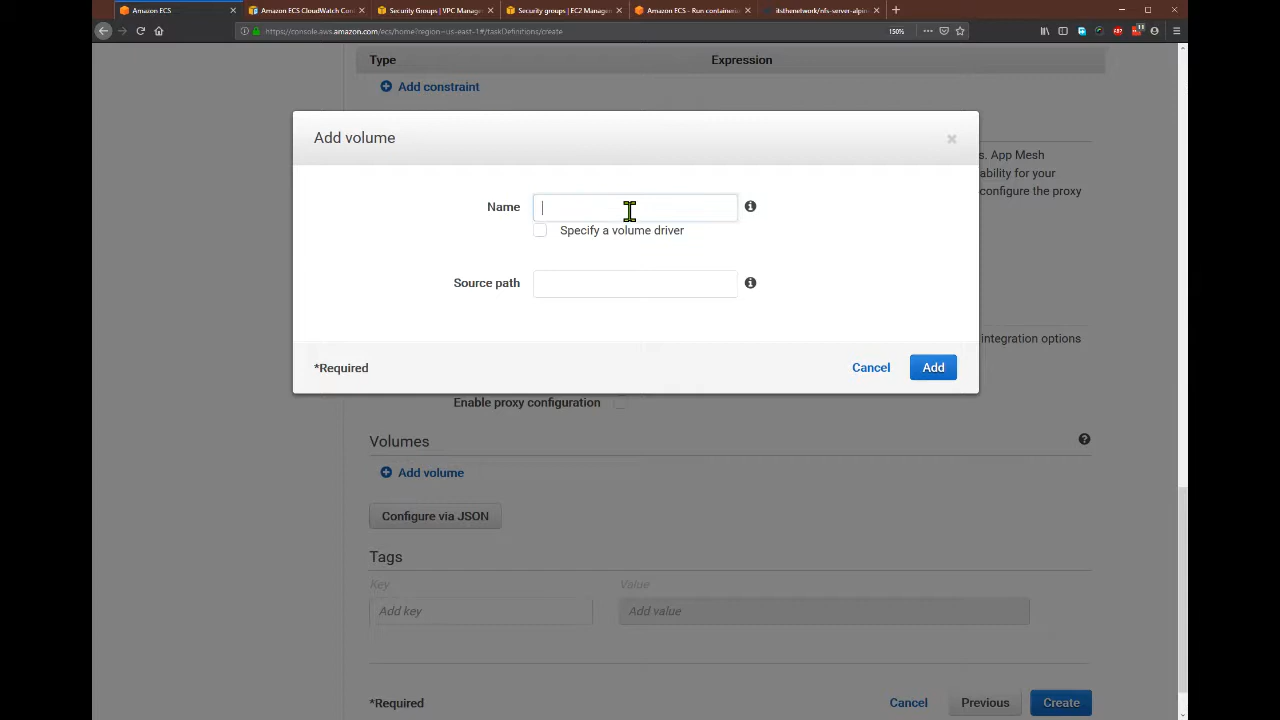 Amazon ECS
Amazon ECS CloudWatch Con
Security Groups | VPC Manage
Security groups | EC2 Manage
Amazon ECS - Run container
itsthenetwork/nfs-server-alpin
https://console.aws.amazon.com/ecs/home?region=us-east-1#/taskDefinitions/create
150%
Type Expression
Add constraint
Add volume
s. App Mesh
ability for your
configure the proxy
Name
Specify a volume driver
Source path
integration options
*Required Cancel Add
Enable proxy configuration
Volumes
Add volume
Configure via JSON
Tags
Key Value
Add key Add value
*Required Cancel Previous Create